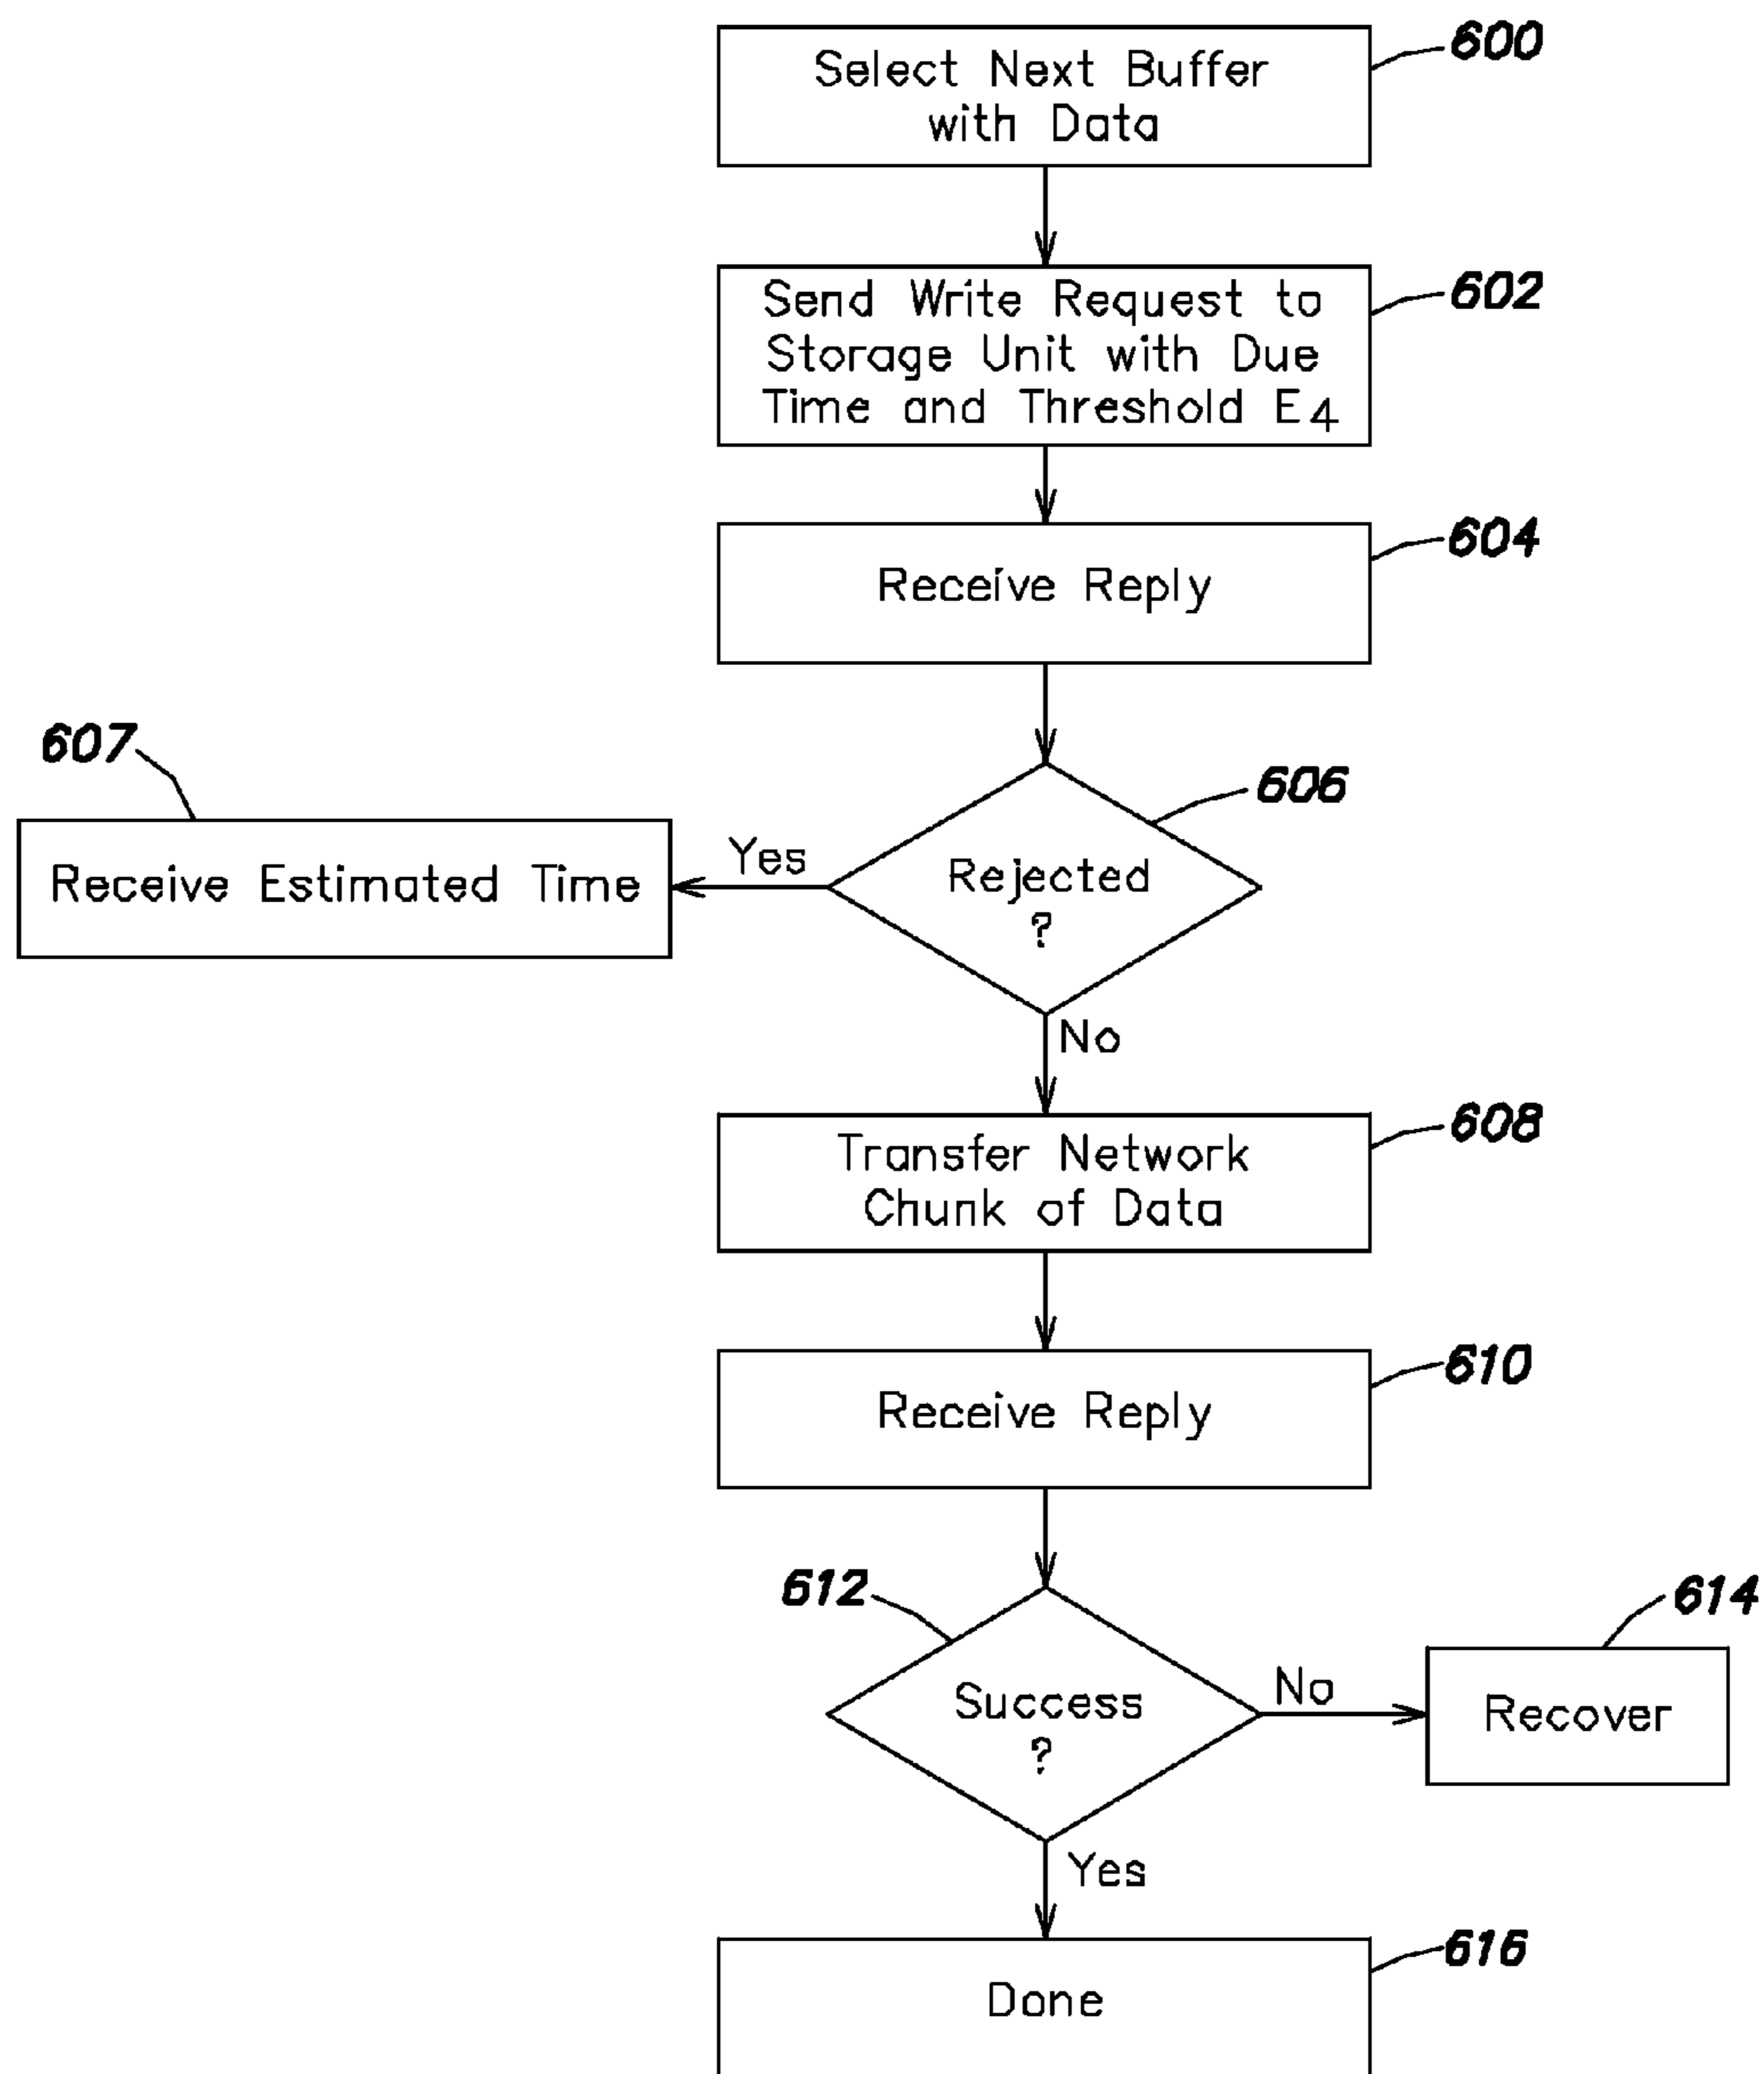 600
Select Next Buffer
with Data
602
Send Write Request to
Storage Unit with Due
Time and Threshold E4
604
Receive Reply
607
606
Receive Estimated Time
Yes
Rejected
?
No
608
Transfer Network
Chunk of Data
610
Receive Reply
612
614
Success
?
No
Recover
Yes
616
Done